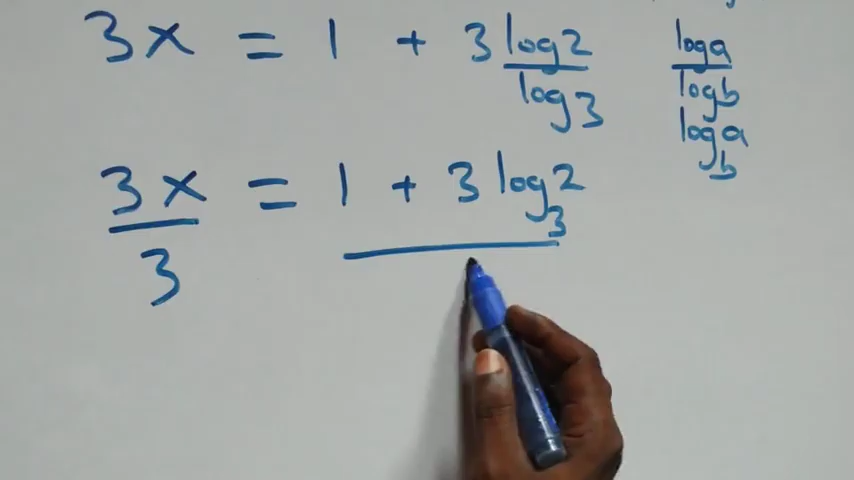 3x = 1 + 3 log2/log3
loga/logb
log_b a
3x/3 = 1 + 3 log_3 2